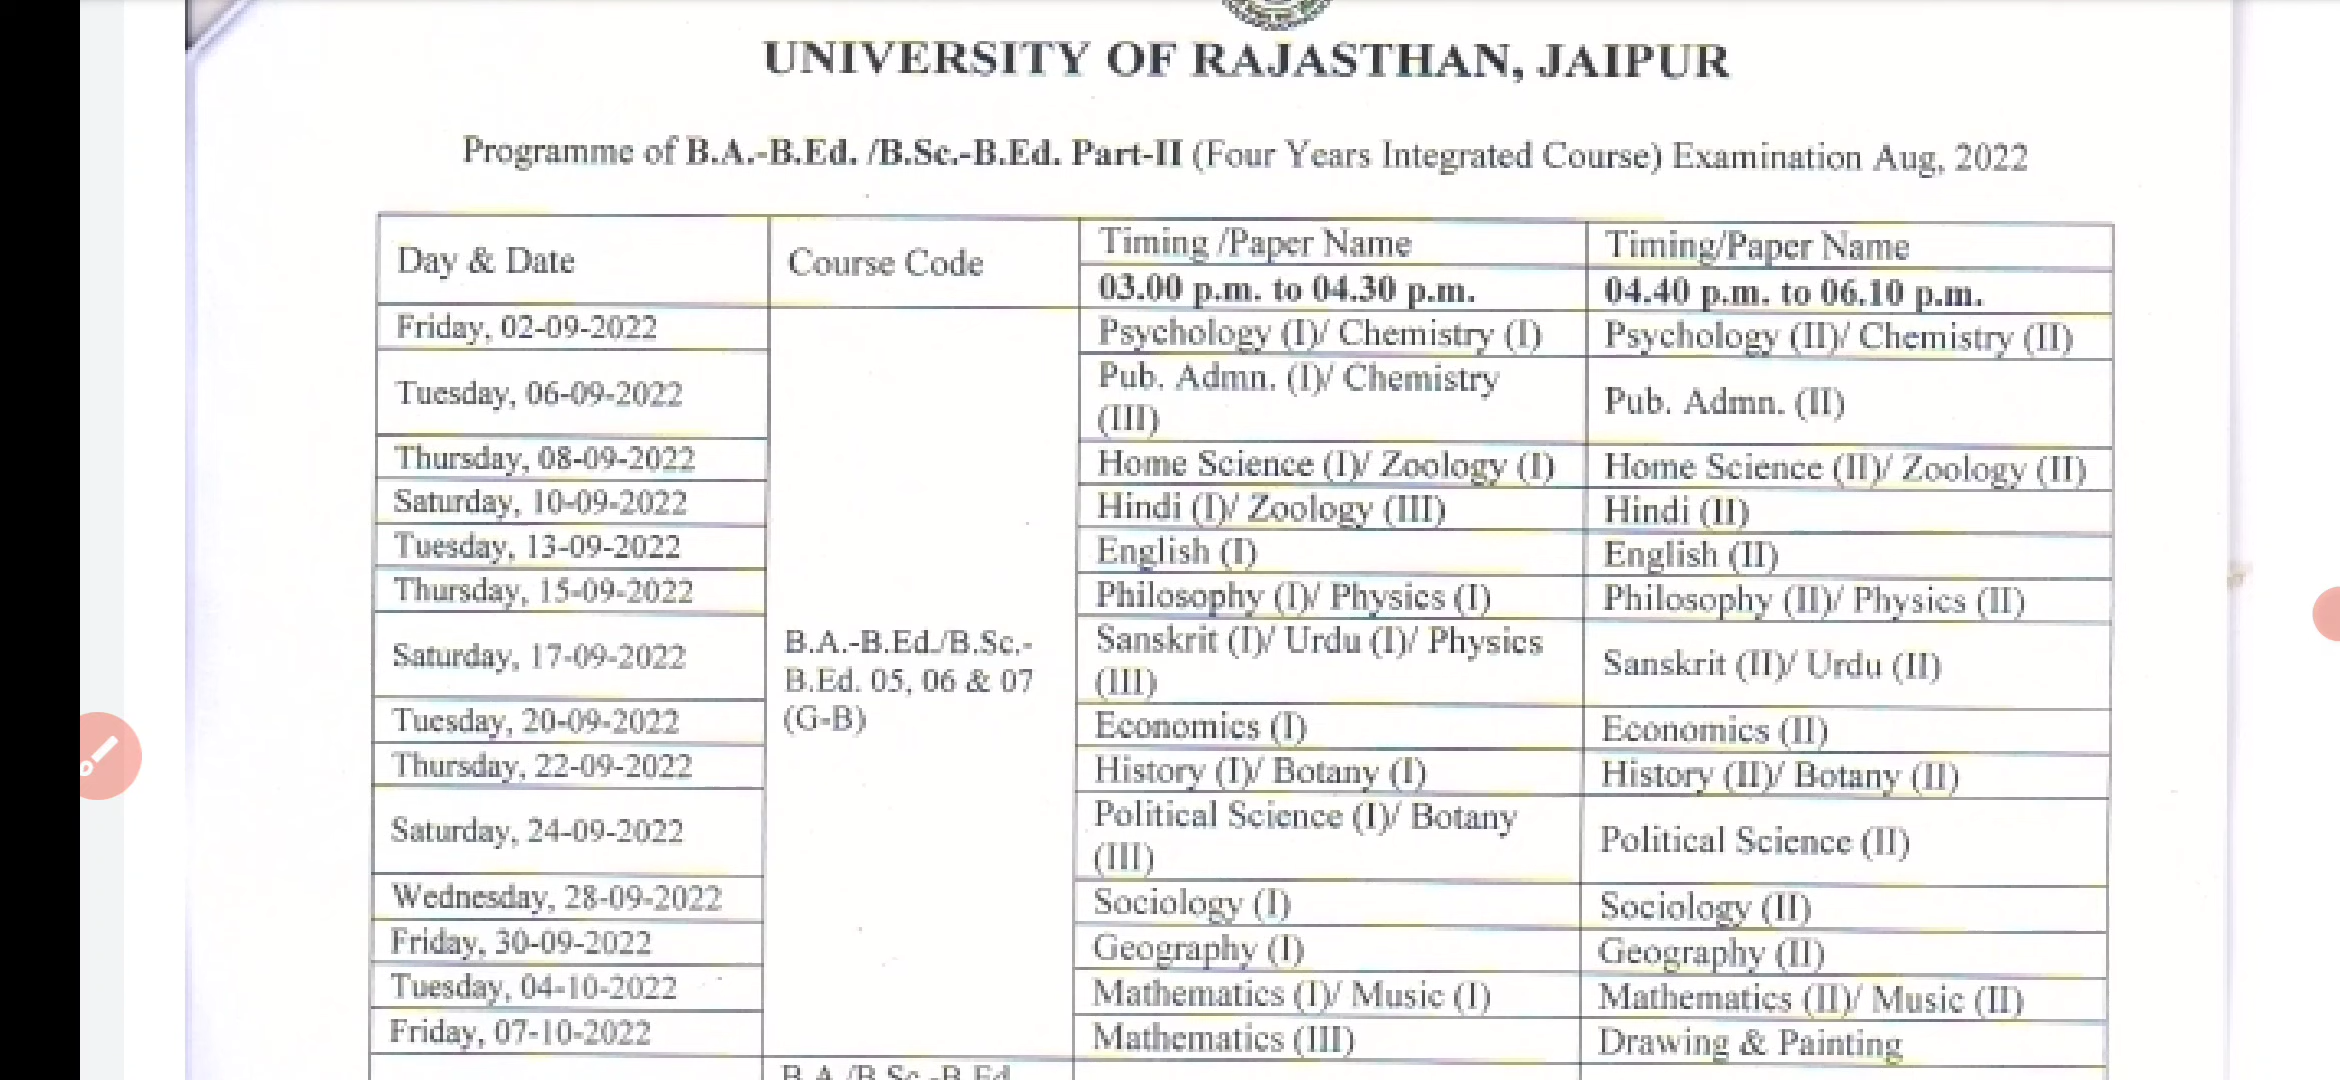 UNIVERSITY OF RAJASTHAN, JAIPUR
Programme of B.A.-B.Ed. /B.Sc.-B.Ed. Part-II (Four Years Integrated Course) Examination Aug, 2022
Day & Date
Course Code
Timing /Paper Name
Timing/Paper Name
03.00 p.m. to 04.30 p.m.
04.40 p.m. to 06.10 p.m.
Friday, 02-09-2022
Psychology (I)/ Chemistry (I)
Psychology (II)/ Chemistry (II)
Tuesday, 06-09-2022
Pub. Admn. (I)/ Chemistry
(III)
Pub. Admn. (II)
Thursday, 08-09-2022
Home Science (I)/ Zoology (I)
Home Science (II)/ Zoology (II)
Saturday, 10-09-2022
Hindi (I)/ Zoology (III)
Hindi (II)
Tuesday, 13-09-2022
English (I)
English (II)
Thursday, 15-09-2022
Philosophy (I)/ Physics (I)
Philosophy (II)/ Physics (II)
B.A.-B.Ed./B.Sc.-
B.Ed. 05, 06 & 07
(G-B)
Saturday, 17-09-2022
Sanskrit (I)/ Urdu (I)/ Physics
(III)
Sanskrit (II)/ Urdu (II)
Tuesday, 20-09-2022
Economics (I)
Economics (II)
Thursday, 22-09-2022
History (I)/ Botany (I)
History (II)/ Botany (II)
Saturday, 24-09-2022
Political Science (I)/ Botany
(III)
Political Science (II)
Wednesday, 28-09-2022
Sociology (I)
Sociology (II)
Friday, 30-09-2022
Geography (I)
Geography (II)
Tuesday, 04-10-2022
Mathematics (I)/ Music (I)
Mathematics (II)/ Music (II)
Friday, 07-10-2022
Mathematics (III)
Drawing & Painting
B.A./B.Sc.-B.Ed.